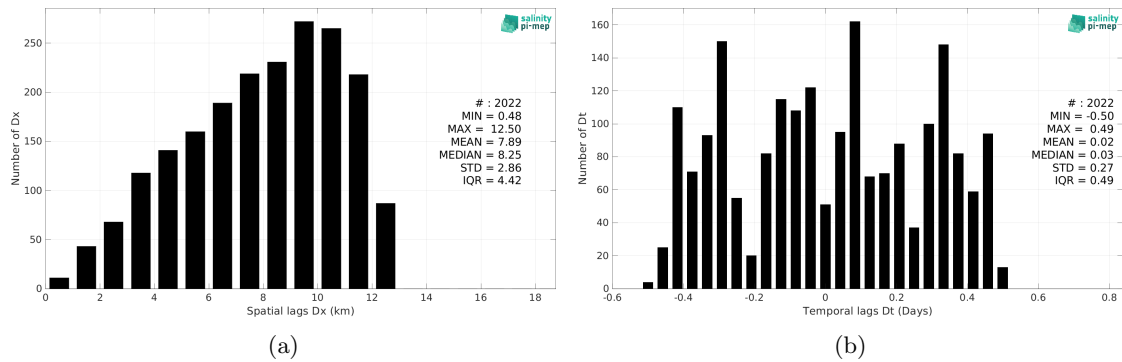 250
200
150
100
50
0
Number of Dx
0 2 4 6 8 10 12 14 16 18
Spatial lags Dx (km)
salinity
pi-mep
# : 2022
MIN = 0.48
MAX = 12.50
MEAN = 7.89
MEDIAN = 8.25
STD = 2.86
IQR = 4.42
(a)
160
140
120
100
80
60
40
20
0
Number of Dt
-0.6 -0.4 -0.2 0 0.2 0.4 0.6 0.8
Temporal lags Dt (Days)
salinity
pi-mep
# : 2022
MIN = -0.50
MAX = 0.49
MEAN = 0.02
MEDIAN = 0.03
STD = 0.27
IQR = 0.49
(b)